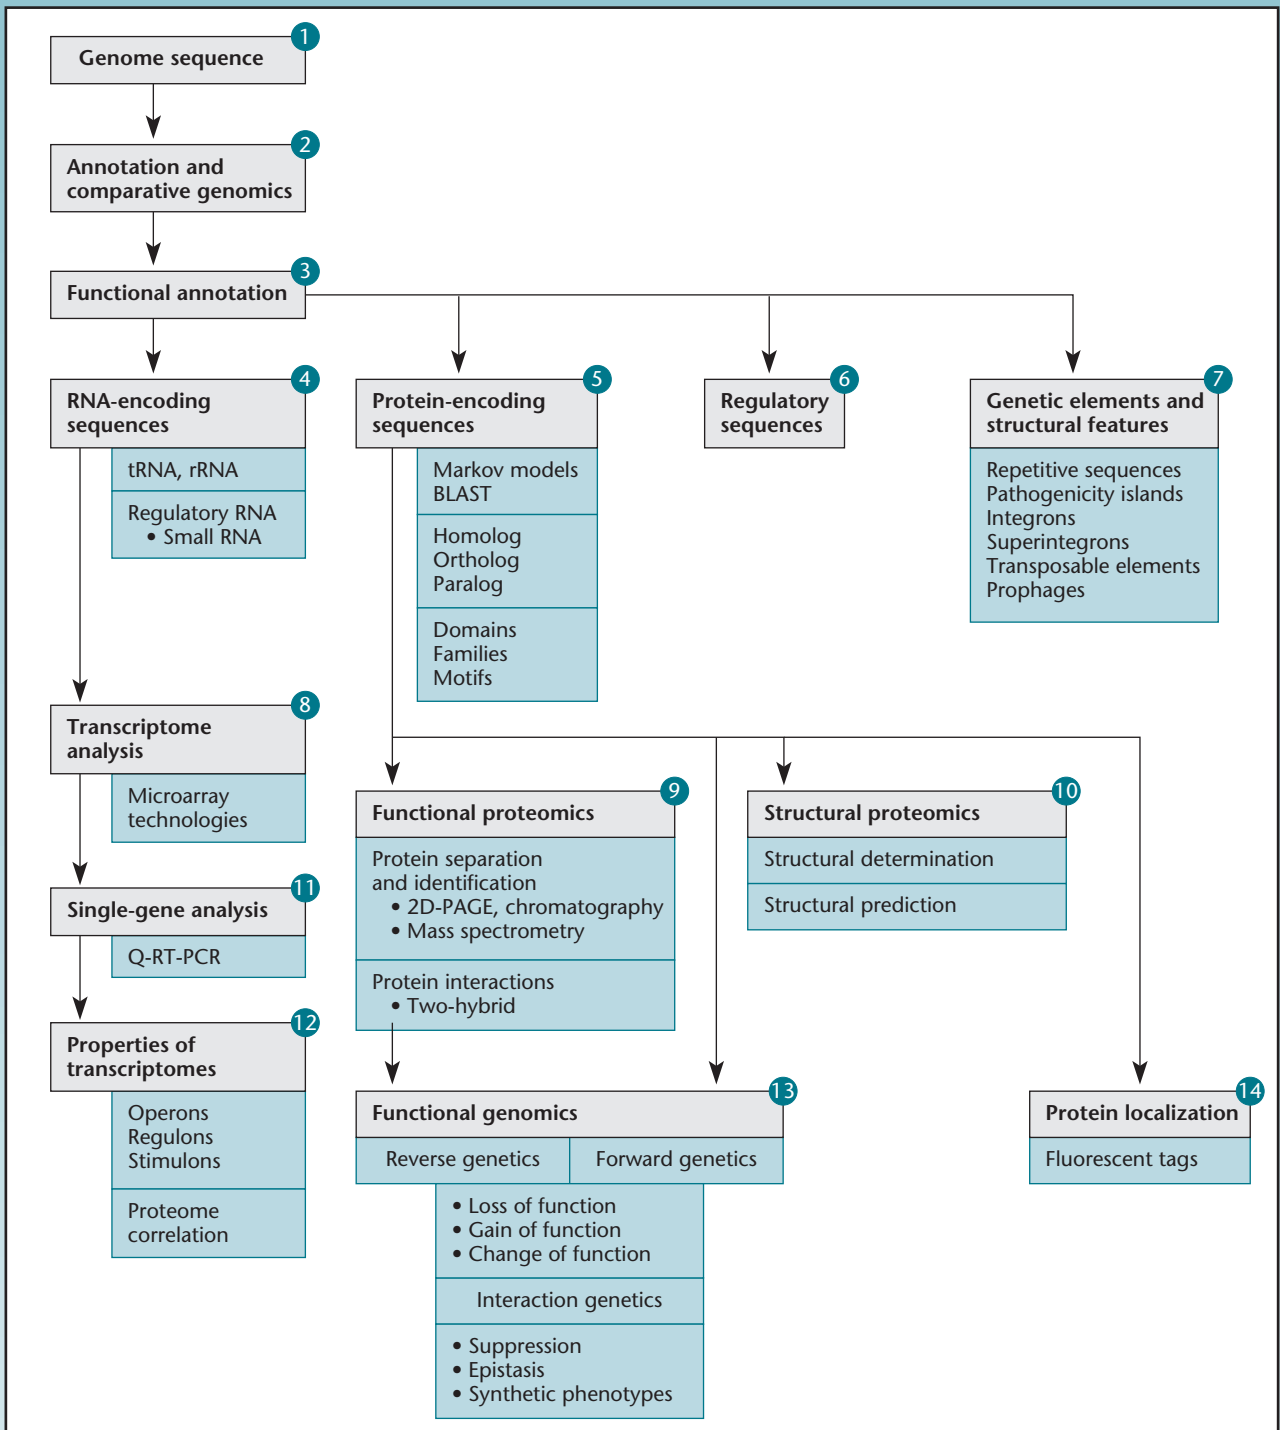 1
Genome sequence
2
Annotation and
comparative genomics
3
Functional annotation
4
RNA-encoding
sequences
tRNA, rRNA
Regulatory RNA
• Small RNA
5
Protein-encoding
sequences
Markov models
BLAST
Homolog
Ortholog
Paralog
Domains
Families
Motifs
6
Regulatory
sequences
7
Genetic elements and
structural features
Repetitive sequences
Pathogenicity islands
Integrons
Superintegrons
Transposable elements
Prophages
8
Transcriptome
analysis
Microarray
technologies
9
Functional proteomics
Protein separation
and identification
• 2D-PAGE, chromatography
• Mass spectrometry
Protein interactions
• Two-hybrid
10
Structural proteomics
Structural determination
Structural prediction
11
Single-gene analysis
Q-RT-PCR
12
Properties of
transcriptomes
Operons
Regulons
Stimulons
Proteome
correlation
13
Functional genomics
Reverse genetics
Forward genetics
• Loss of function
• Gain of function
• Change of function
Interaction genetics
• Suppression
• Epistasis
• Synthetic phenotypes
14
Protein localization
Fluorescent tags